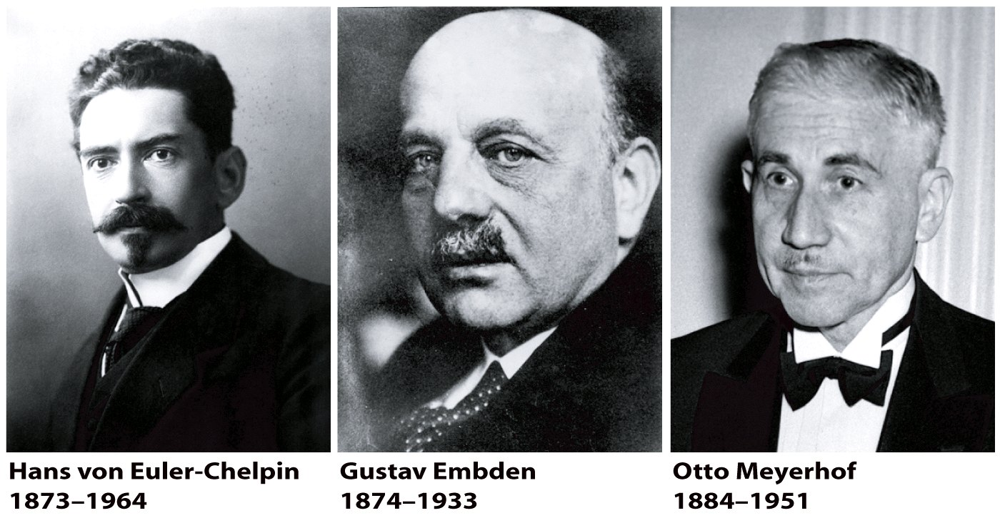 Hans von Euler-Chelpin
1873–1964
Gustav Embden
1874–1933
Otto Meyerhof
1884–1951